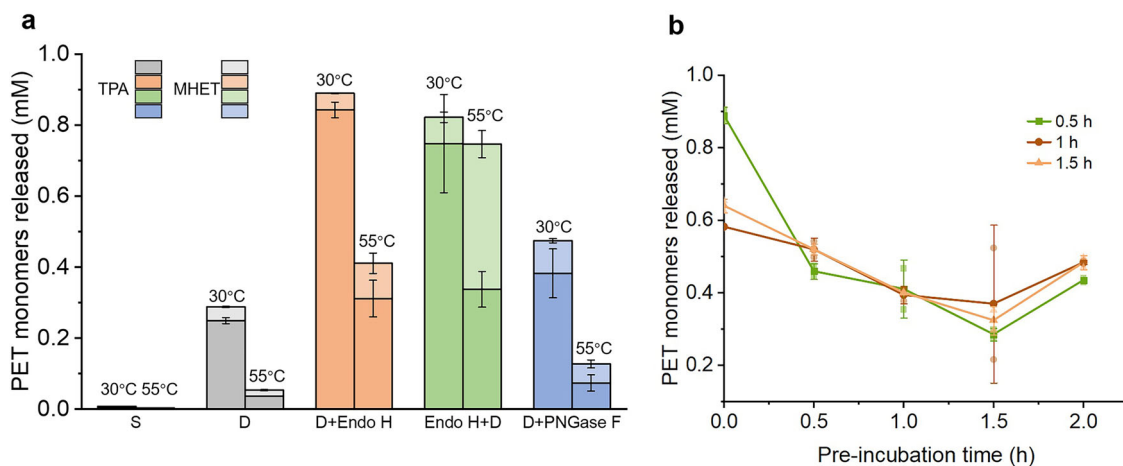 a
PET monomers released (mM)
1.0
0.8
0.6
0.4
0.2
0.0
TPA MHET
30°C 55°C
30°C
55°C
30°C
55°C
30°C
55°C
30°C
55°C
S D D+Endo H Endo H+D D+PNGase F
b
PET monomers released (mM)
1.0
0.8
0.6
0.4
0.2
0.5 h
1 h
1.5 h
0.0 0.5 1.0 1.5 2.0
Pre-incubation time (h)